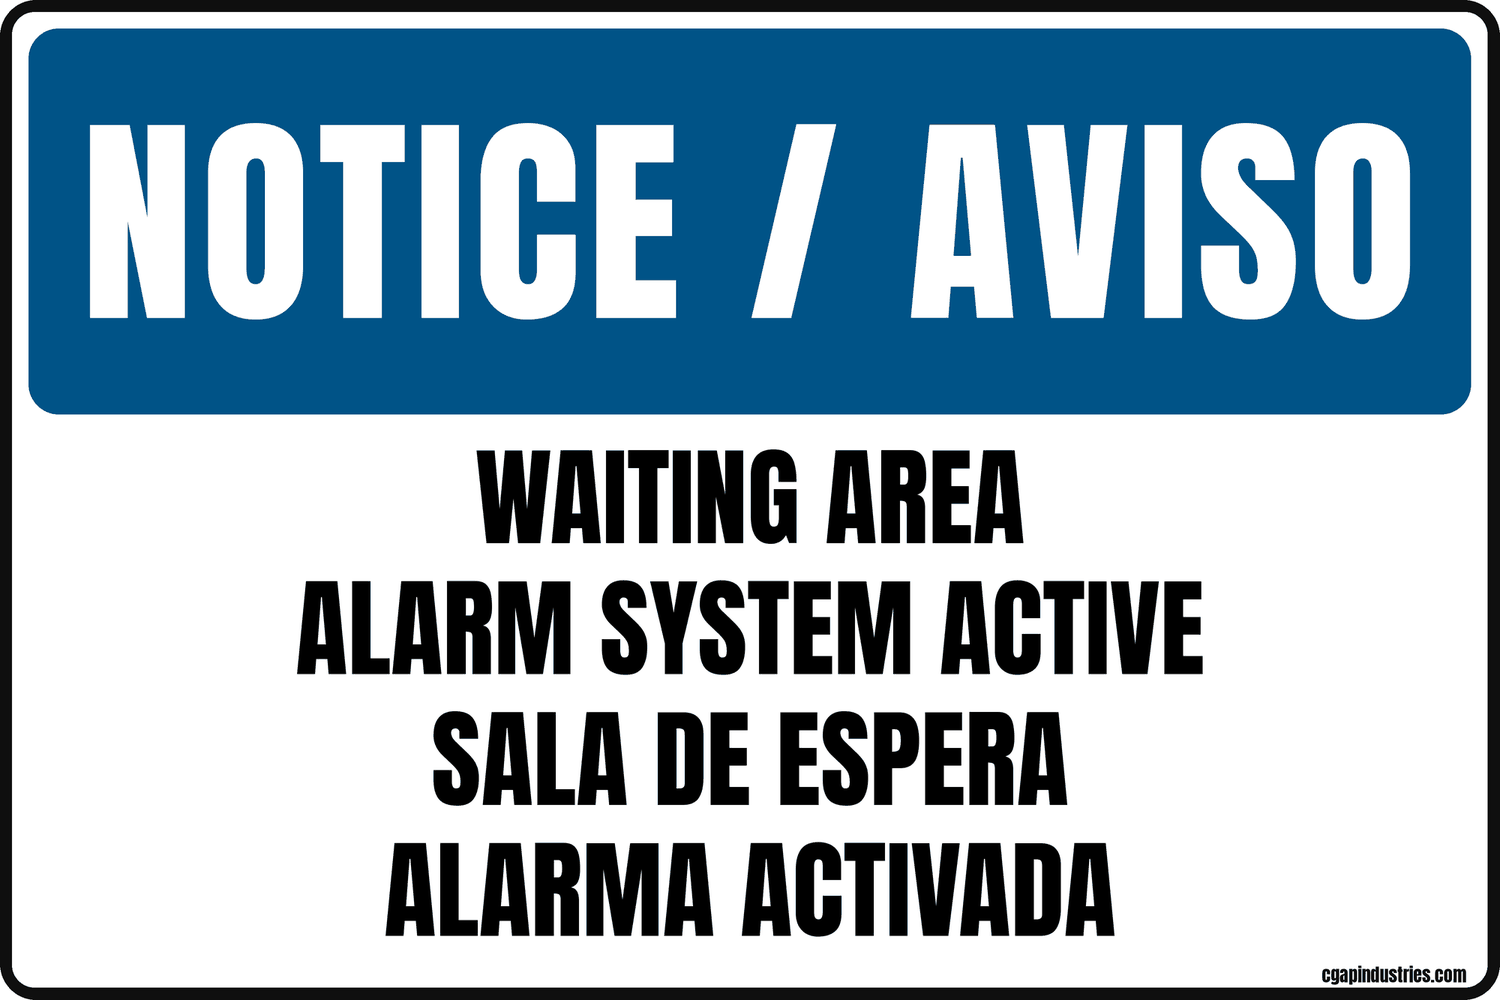 NOTICE / AVISO
WAITING AREA
ALARM SYSTEM ACTIVE
SALA DE ESPERA
ALARMA ACTIVADA
cgapindustries.com